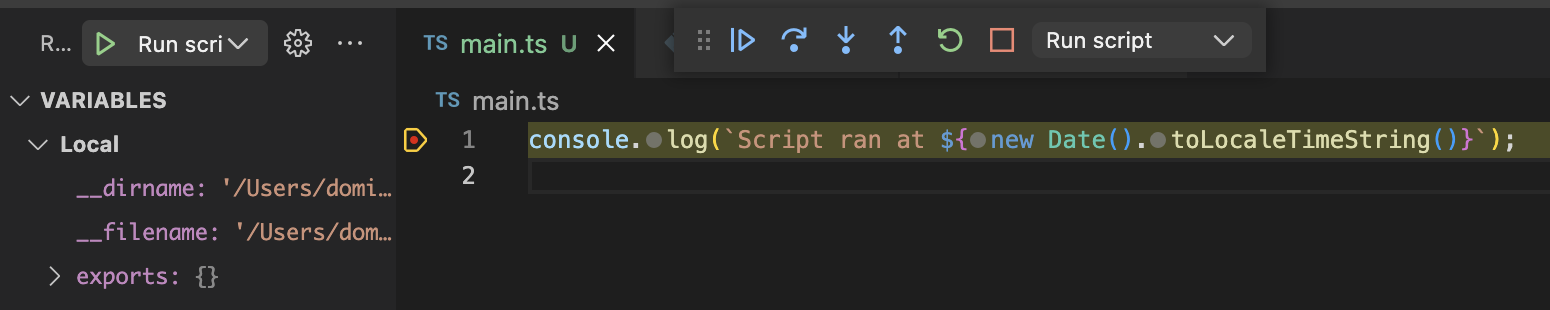 R... Run scri
TS main.ts U
Run script
VARIABLES
TS main.ts
Local
1 console.log(`Script ran at ${new Date().toLocaleTimeString()}`);
2
__dirname: '/Users/domi...
__filename: '/Users/dom...
exports: {}